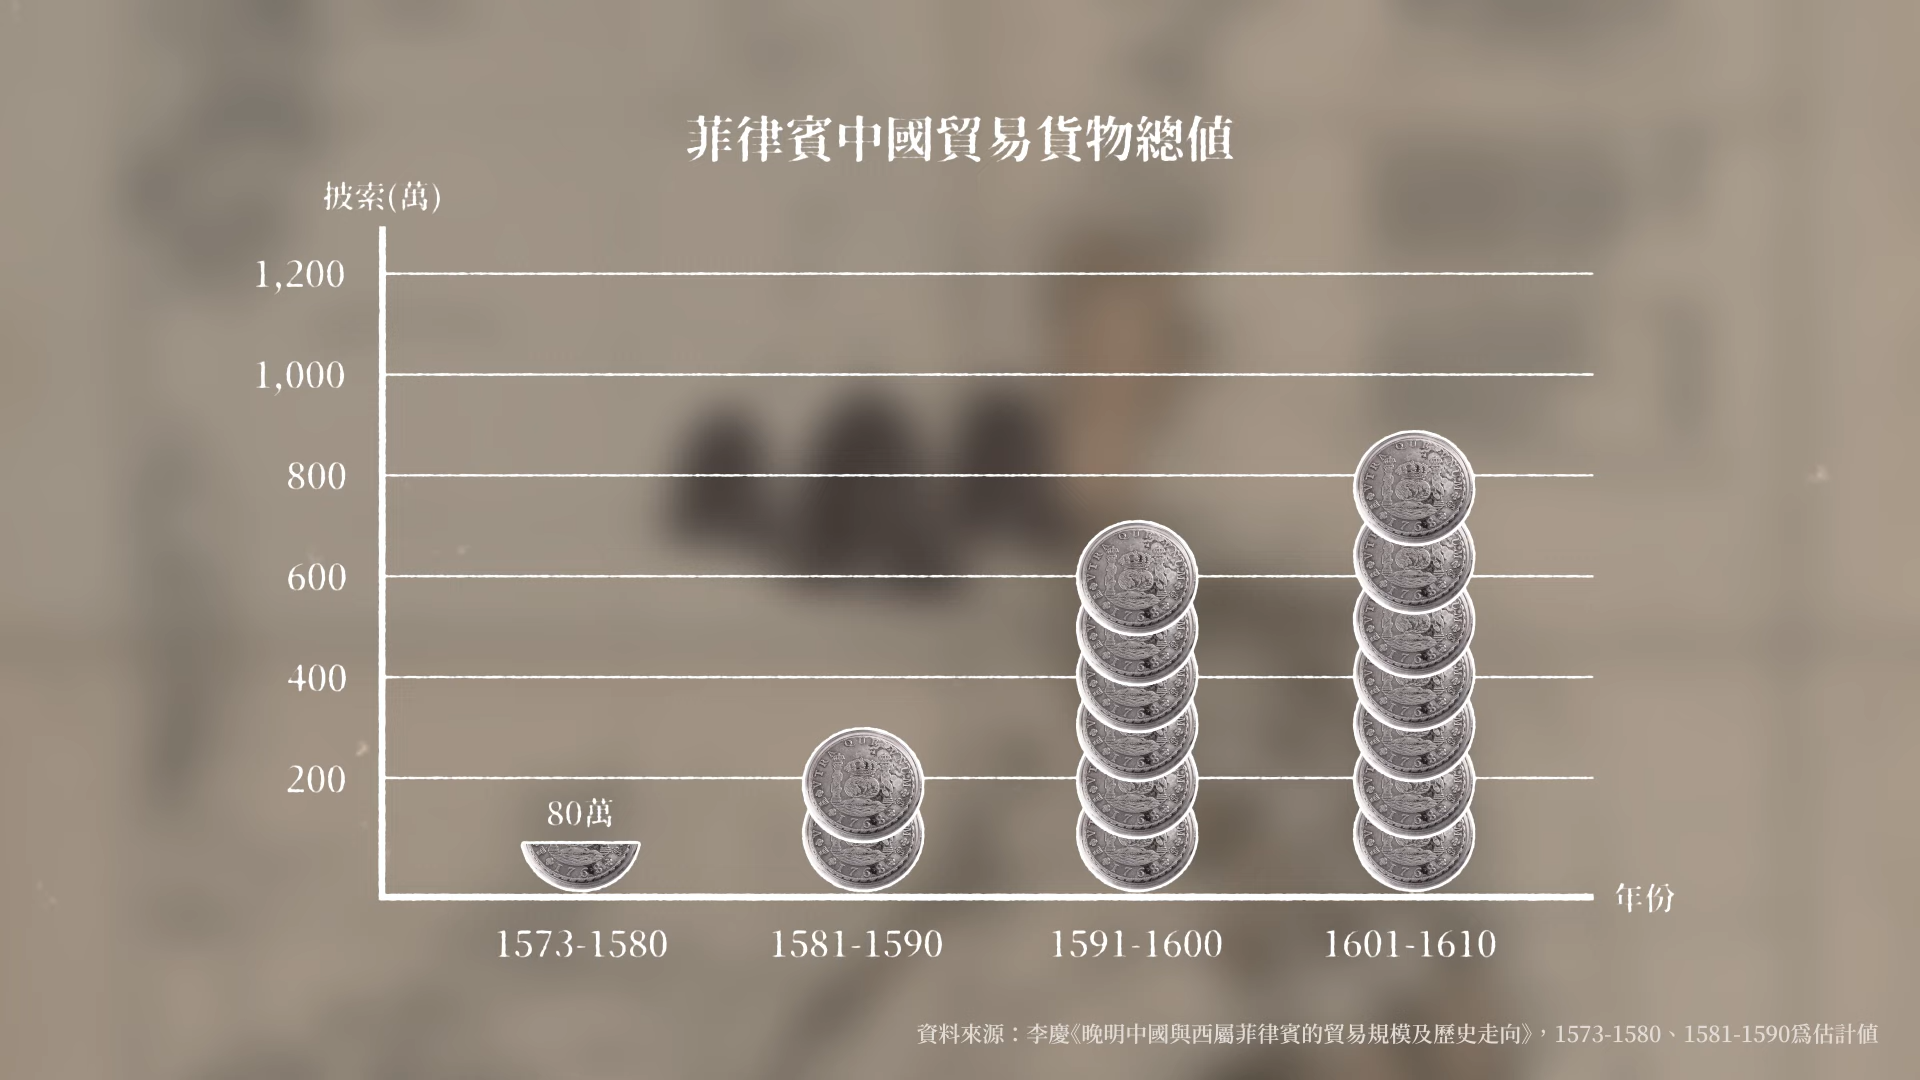 菲律賓中國貿易貨物總值
披索(萬)
1,200
1,000
800
600
400
200
80萬
年份
1573-1580
1581-1590
1591-1600
1601-1610
資料來源：李慶《晚明中國與西屬菲律賓的貿易規模及歷史走向》，1573-1580、1581-1590爲估計值